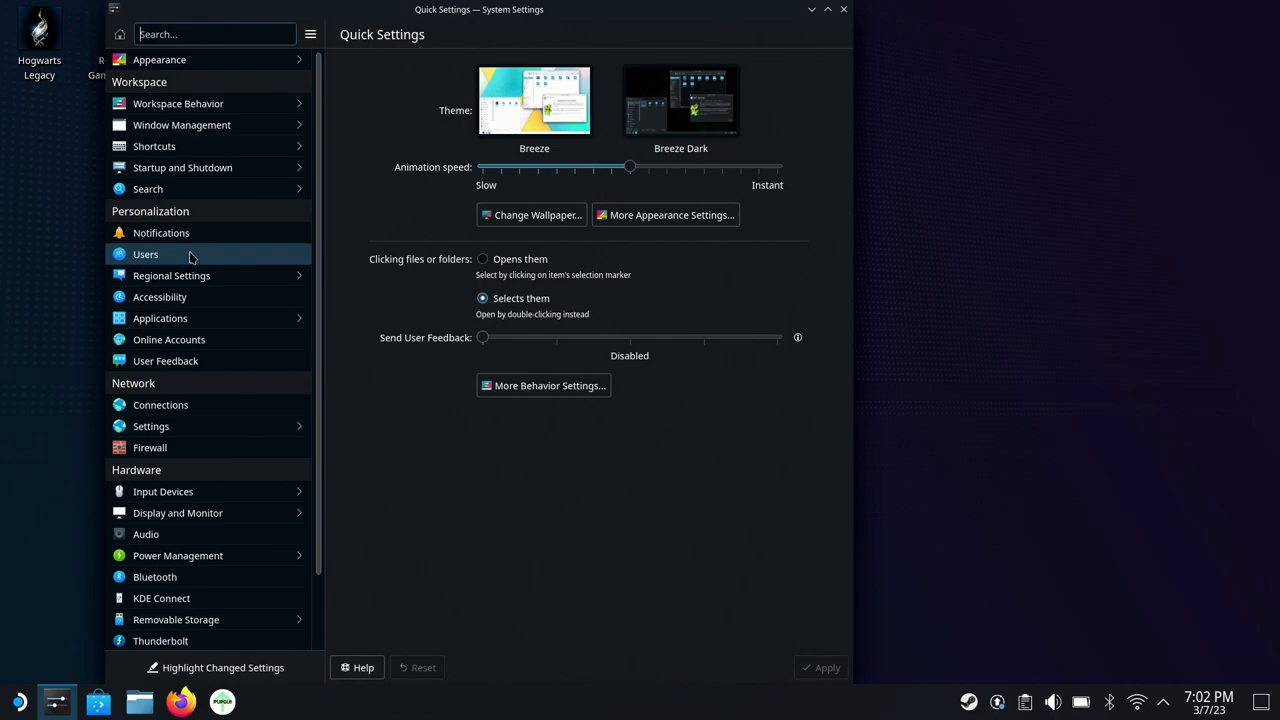 Quick Settings — System Settings
Search...
Quick Settings
Hogwarts
Legacy
Appearance
Workspace
Workspace Behavior
Window Management
Shortcuts
Startup and Shutdown
Search
Personalization
Notifications
Users
Regional Settings
Accessibility
Applications
Online Accounts
User Feedback
Network
Connections
Settings
Firewall
Hardware
Input Devices
Display and Monitor
Audio
Power Management
Bluetooth
KDE Connect
Removable Storage
Thunderbolt
Highlight Changed Settings
Theme:
Breeze
Breeze Dark
Animation speed:
Slow
Instant
Change Wallpaper...
More Appearance Settings...
Clicking files or folders:
Opens them
Select by clicking on item's selection marker
Selects them
Open by double-clicking instead
Send User Feedback:
Disabled
More Behavior Settings...
Help
Reset
Apply
PUPGUI
7:02 PM
3/7/23